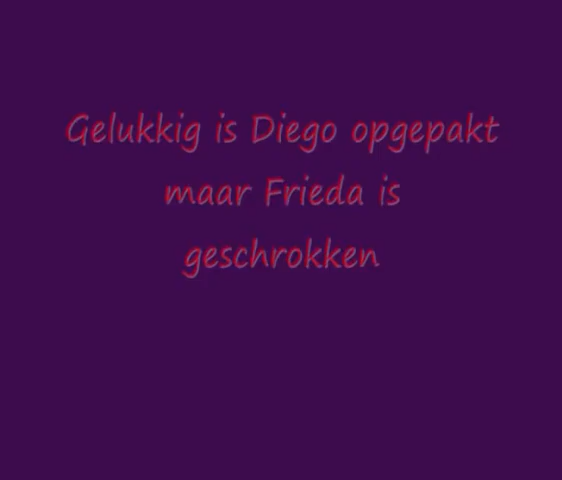 Gelukkig is Diego opgepakt
maar Frieda is
geschrokken